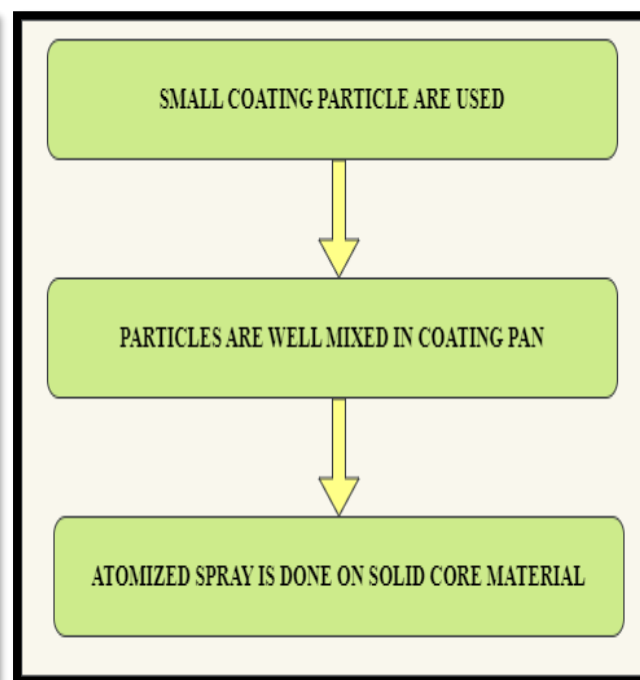 SMALL COATING PARTICLE ARE USED
PARTICLES ARE WELL MIXED IN COATING PAN
ATOMIZED SPRAY IS DONE ON SOLID CORE MATERIAL